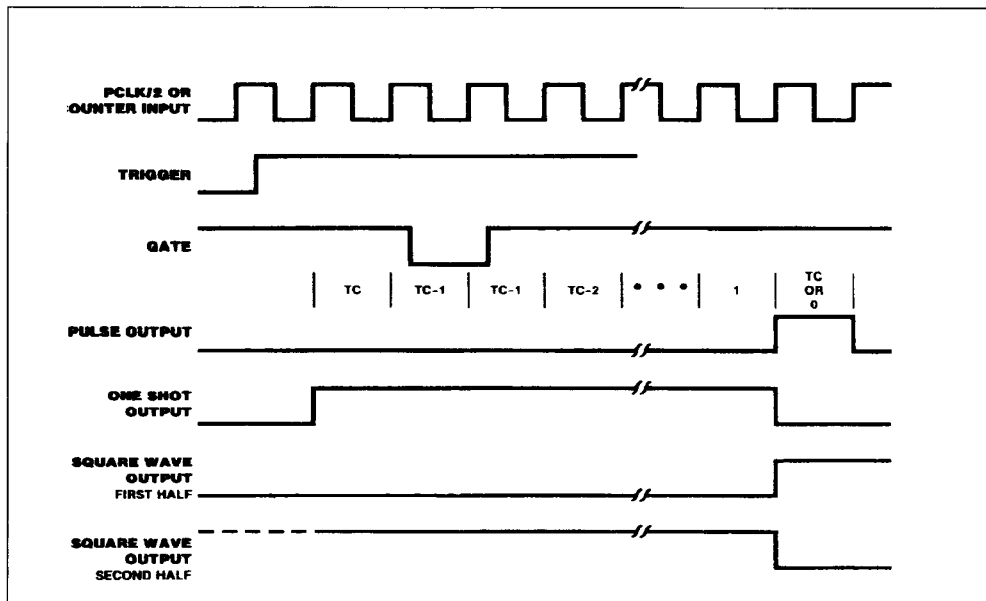 PCLK/2 OR
OUNTER INPUT
TRIGGER
GATE
TC TC-1 TC-1 TC-2 • • • 1 TC
OR
0
PULSE OUTPUT
ONE SHOT
OUTPUT
SQUARE WAVE
OUTPUT
FIRST HALF
SQUARE WAVE
OUTPUT
SECOND HALF